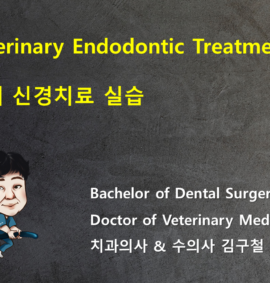 erinary Endodontic Treatme
신경치료 실습
Bachelor of Dental Surger
Doctor of Veterinary Med
치과의사 & 수의사 김구철